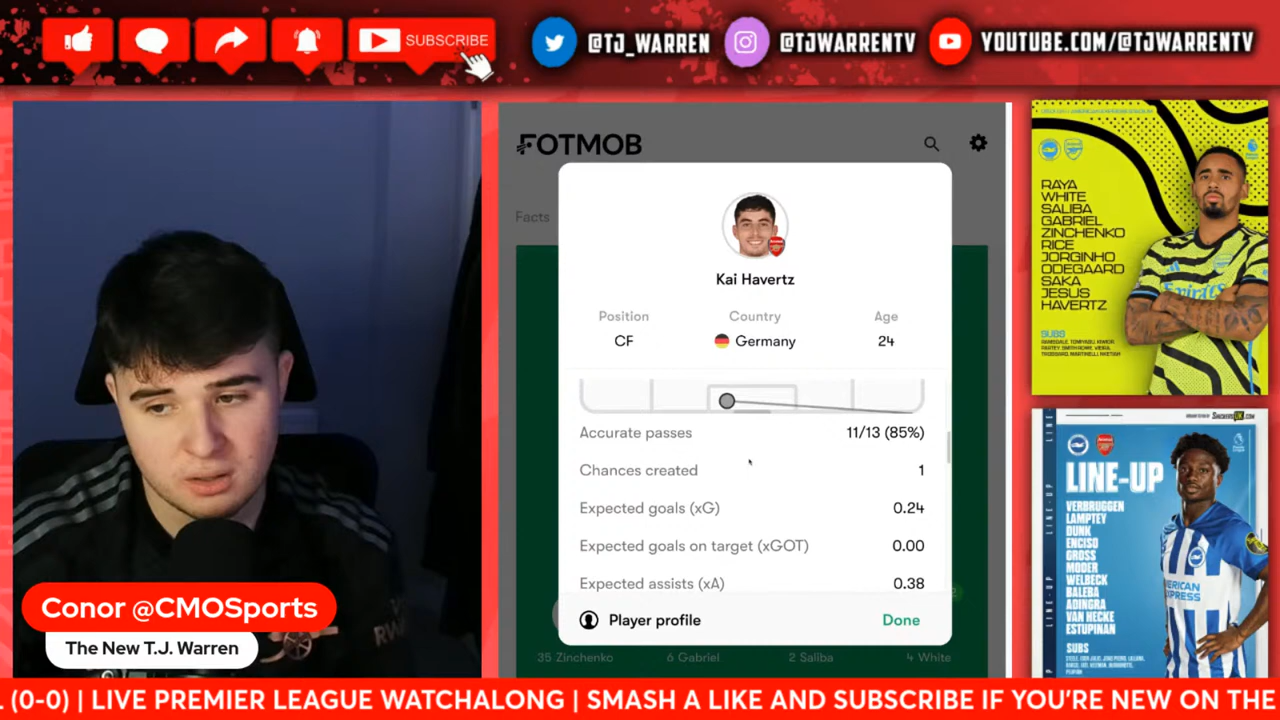 SUBSCRIBE
@TJ_WARREN
@TJWARRENTV
YOUTUBE.COM/@TJWARRENTV
FOTMOB
Facts
Kai Havertz
Position
Country
Age
CF
Germany
24
Accurate passes
11/13 (85%)
Chances created
1
Expected goals (xG)
0.24
Expected goals on target (xGOT)
0.00
Expected assists (xA)
0.38
Player profile
Done
35 Zinchenko
6 Gabriel
2 Saliba
4 White
Conor @CMOSports
The New T.J. Warren
RAYA
WHITE
SALIBA
GABRIEL
ZINCHENKO
RICE
JORGINHO
ODEGAARD
SAKA
JESUS
HAVERTZ
SUBS
LINE-UP
VERBRUGGEN
LAMPTEY
DUNK
ENCISO
GROSS
MODER
WELBECK
BALEBA
ADINGRA
VAN HECKE
ESTUPINAN
SUBS
(0-0) | LIVE PREMIER LEAGUE WATCHALONG | SMASH A LIKE AND SUBSCRIBE IF YOU'RE NEW ON THE